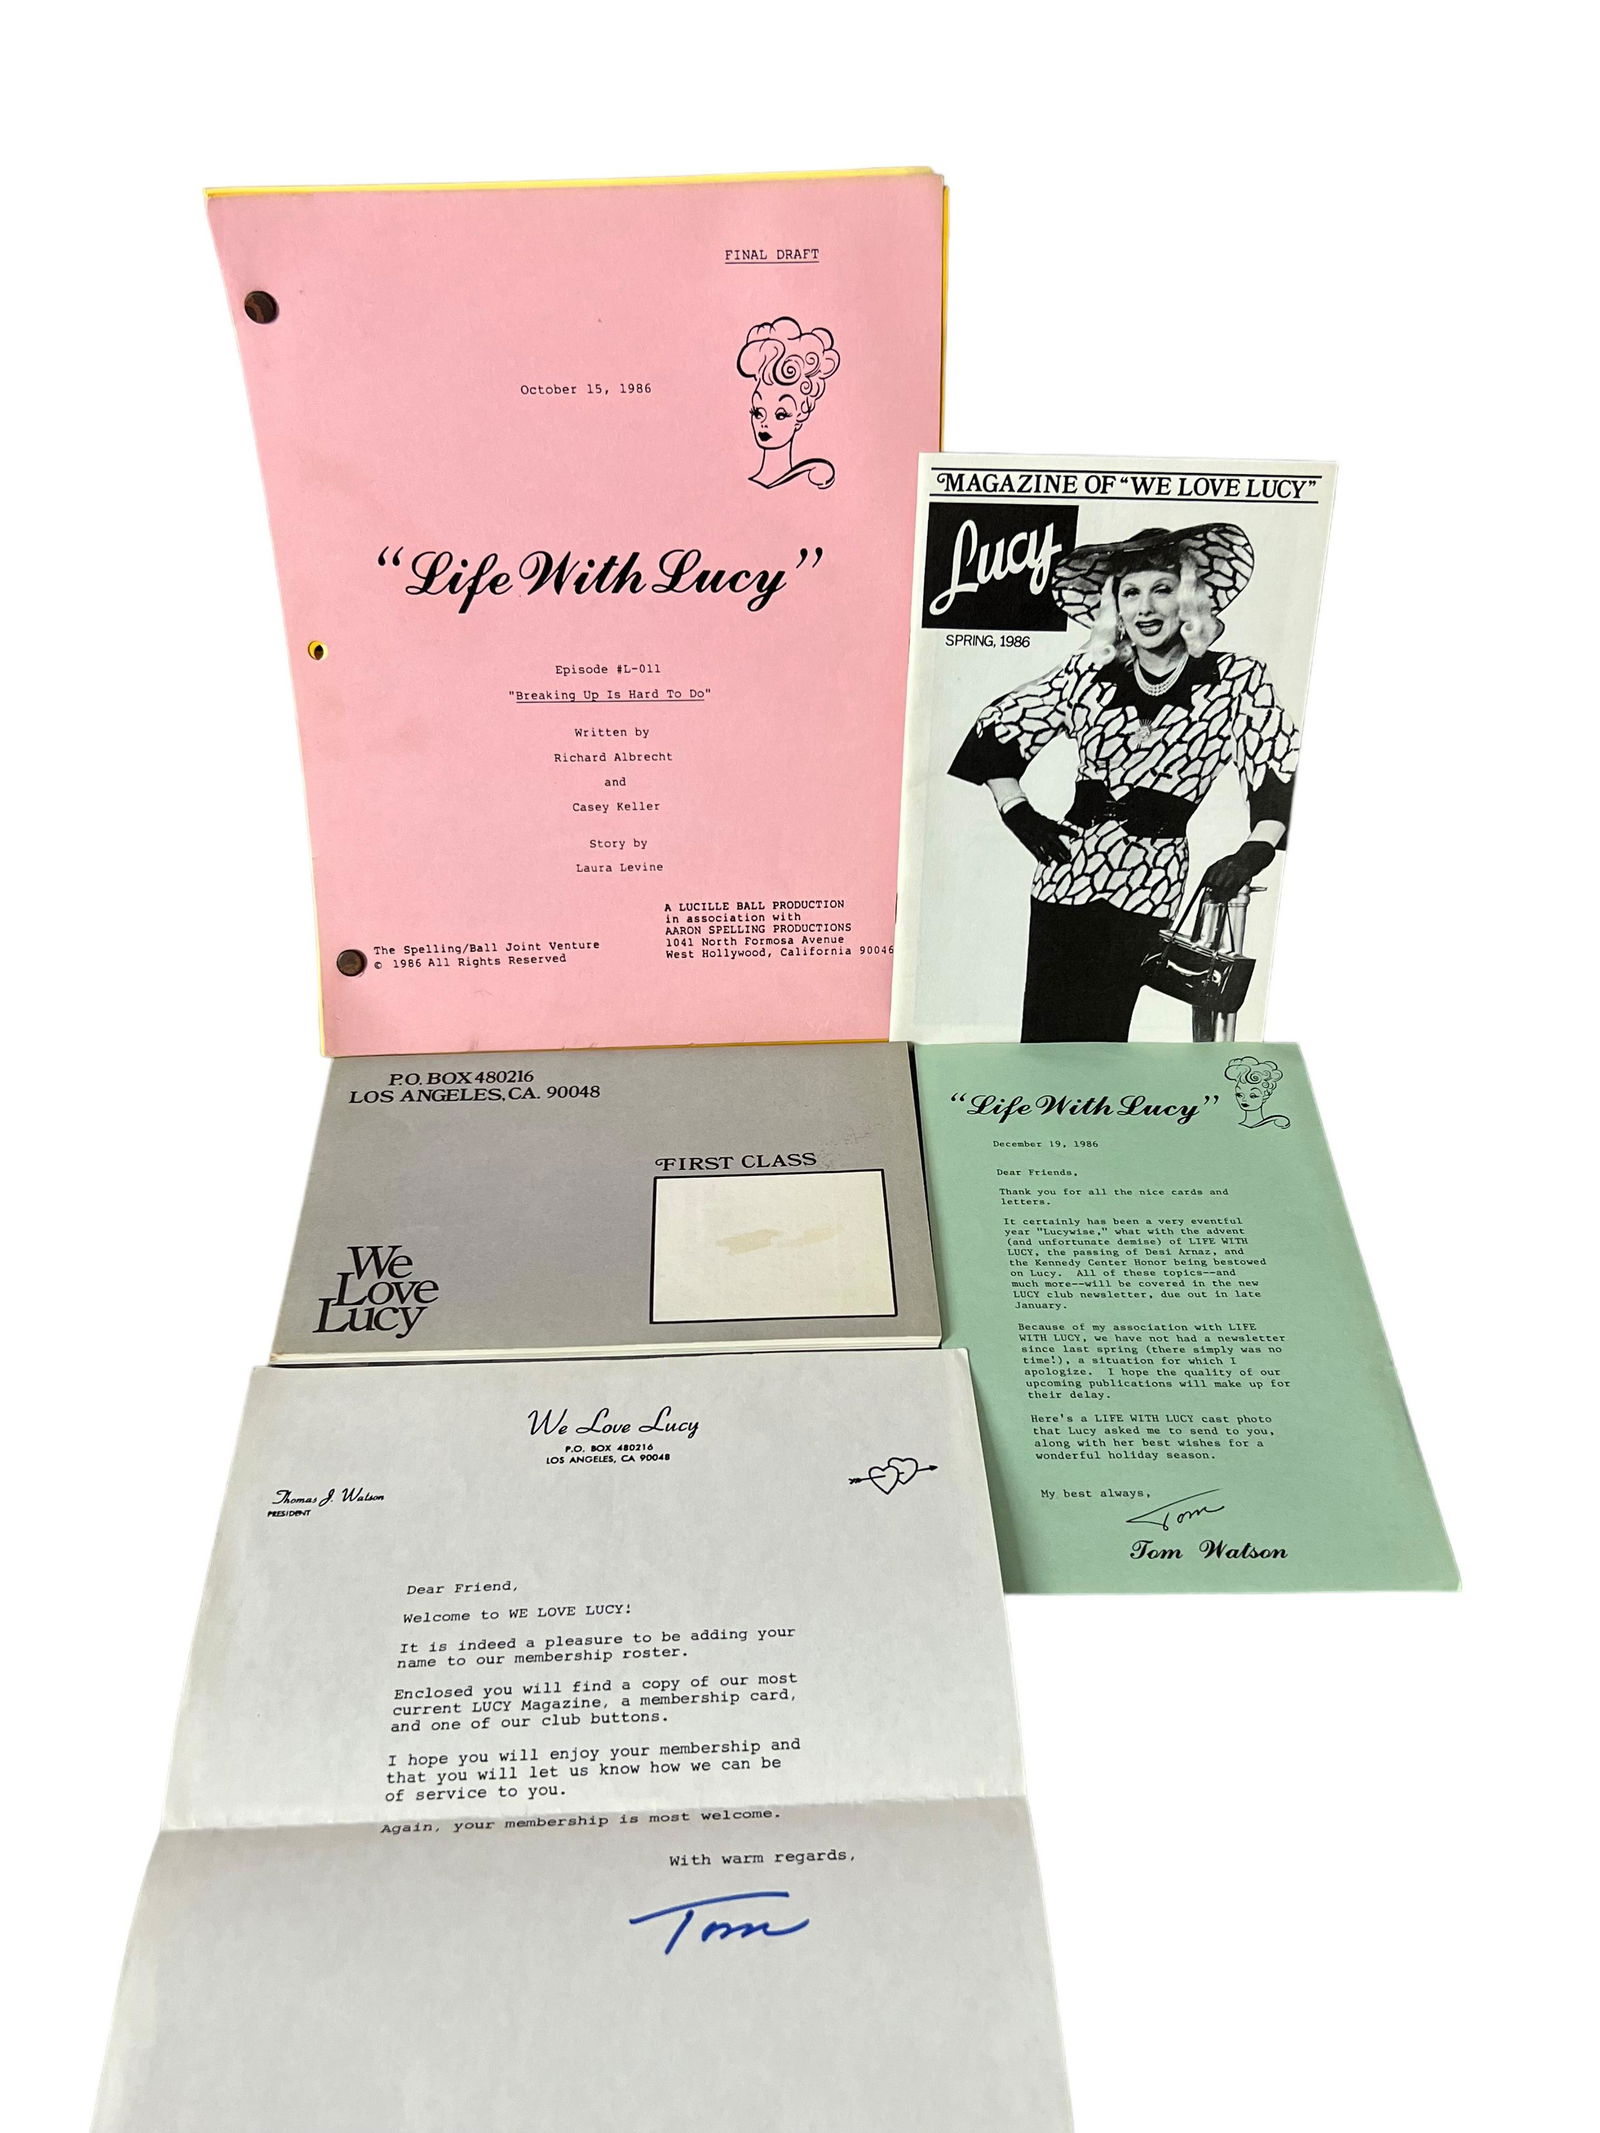 FINAL DRAFT
October 15, 1986
“Life With Lucy”
Episode #L-011
"Breaking Up Is Hard To Do"
Written by
Richard Albrecht
and
Casey Keller
Story by
Laura Levine
A LUCILLE BALL PRODUCTION
in association with
AARON SPELLING PRODUCTIONS
1041 North Formosa Avenue
West Hollywood, California 90046
The Spelling/Ball Joint Venture
© 1986 All Rights Reserved
MAGAZINE OF “WE LOVE LUCY”
Lucy
SPRING, 1986
P.O. BOX 480216
LOS ANGELES, CA. 90048
FIRST CLASS
We
Love
Lucy
“Life With Lucy”
December 19, 1986
Dear Friends,
Thank you for all the nice cards and
letters.
It certainly has been a very eventful
year "Lucywise," what with the advent
(and unfortunate demise) of LIFE WITH
LUCY, the passing of Desi Arnaz, and
the Kennedy Center Honor being bestowed
on Lucy. All of these topics--and
much more--will be covered in the new
LUCY club newsletter, due out in late
January.
Because of my association with LIFE
WITH LUCY, we have not had a newsletter
since last spring (there simply was no
time!), a situation for which I
apologize. I hope the quality of our
upcoming publications will make up for
their delay.
Here's a LIFE WITH LUCY cast photo
that Lucy asked me to send to you,
along with her best wishes for a
wonderful holiday season.
My best always,
Tom
Tom Watson
We Love Lucy
P.O. BOX 480216
LOS ANGELES, CA 90048
Thomas J. Watson
PRESIDENT
Dear Friend,
Welcome to WE LOVE LUCY!
It is indeed a pleasure to be adding your
name to our membership roster.
Enclosed you will find a copy of our most
current LUCY Magazine, a membership card,
and one of our club buttons.
I hope you will enjoy your membership and
that you will let us know how we can be
of service to you.
Again, your membership is most welcome.
With warm regards,
Tom